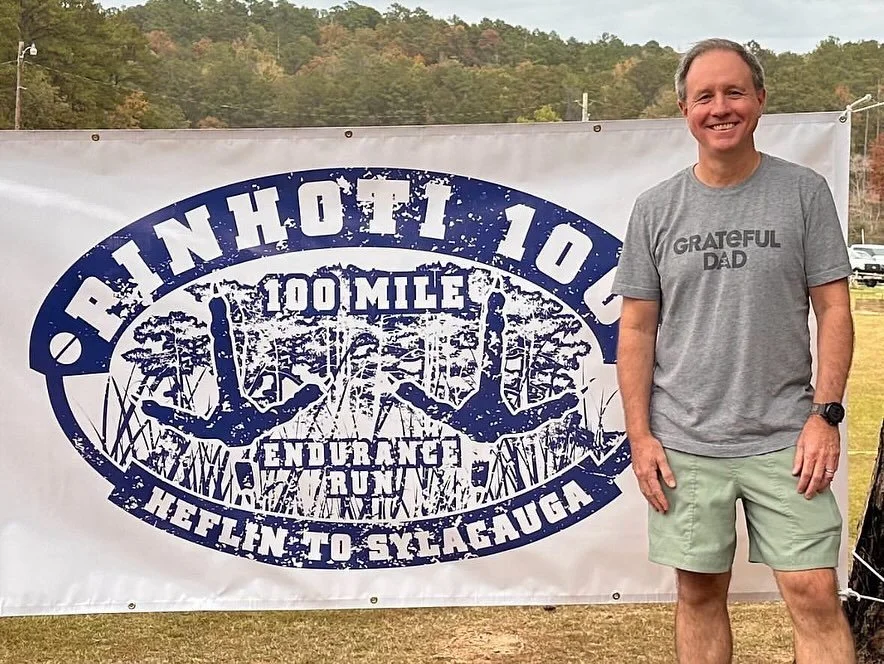 PINHOTI 100
100 MILE
ENDURANCE
RUN
HEFLIN TO SYLACAUGA
GRATEFUL
DAD